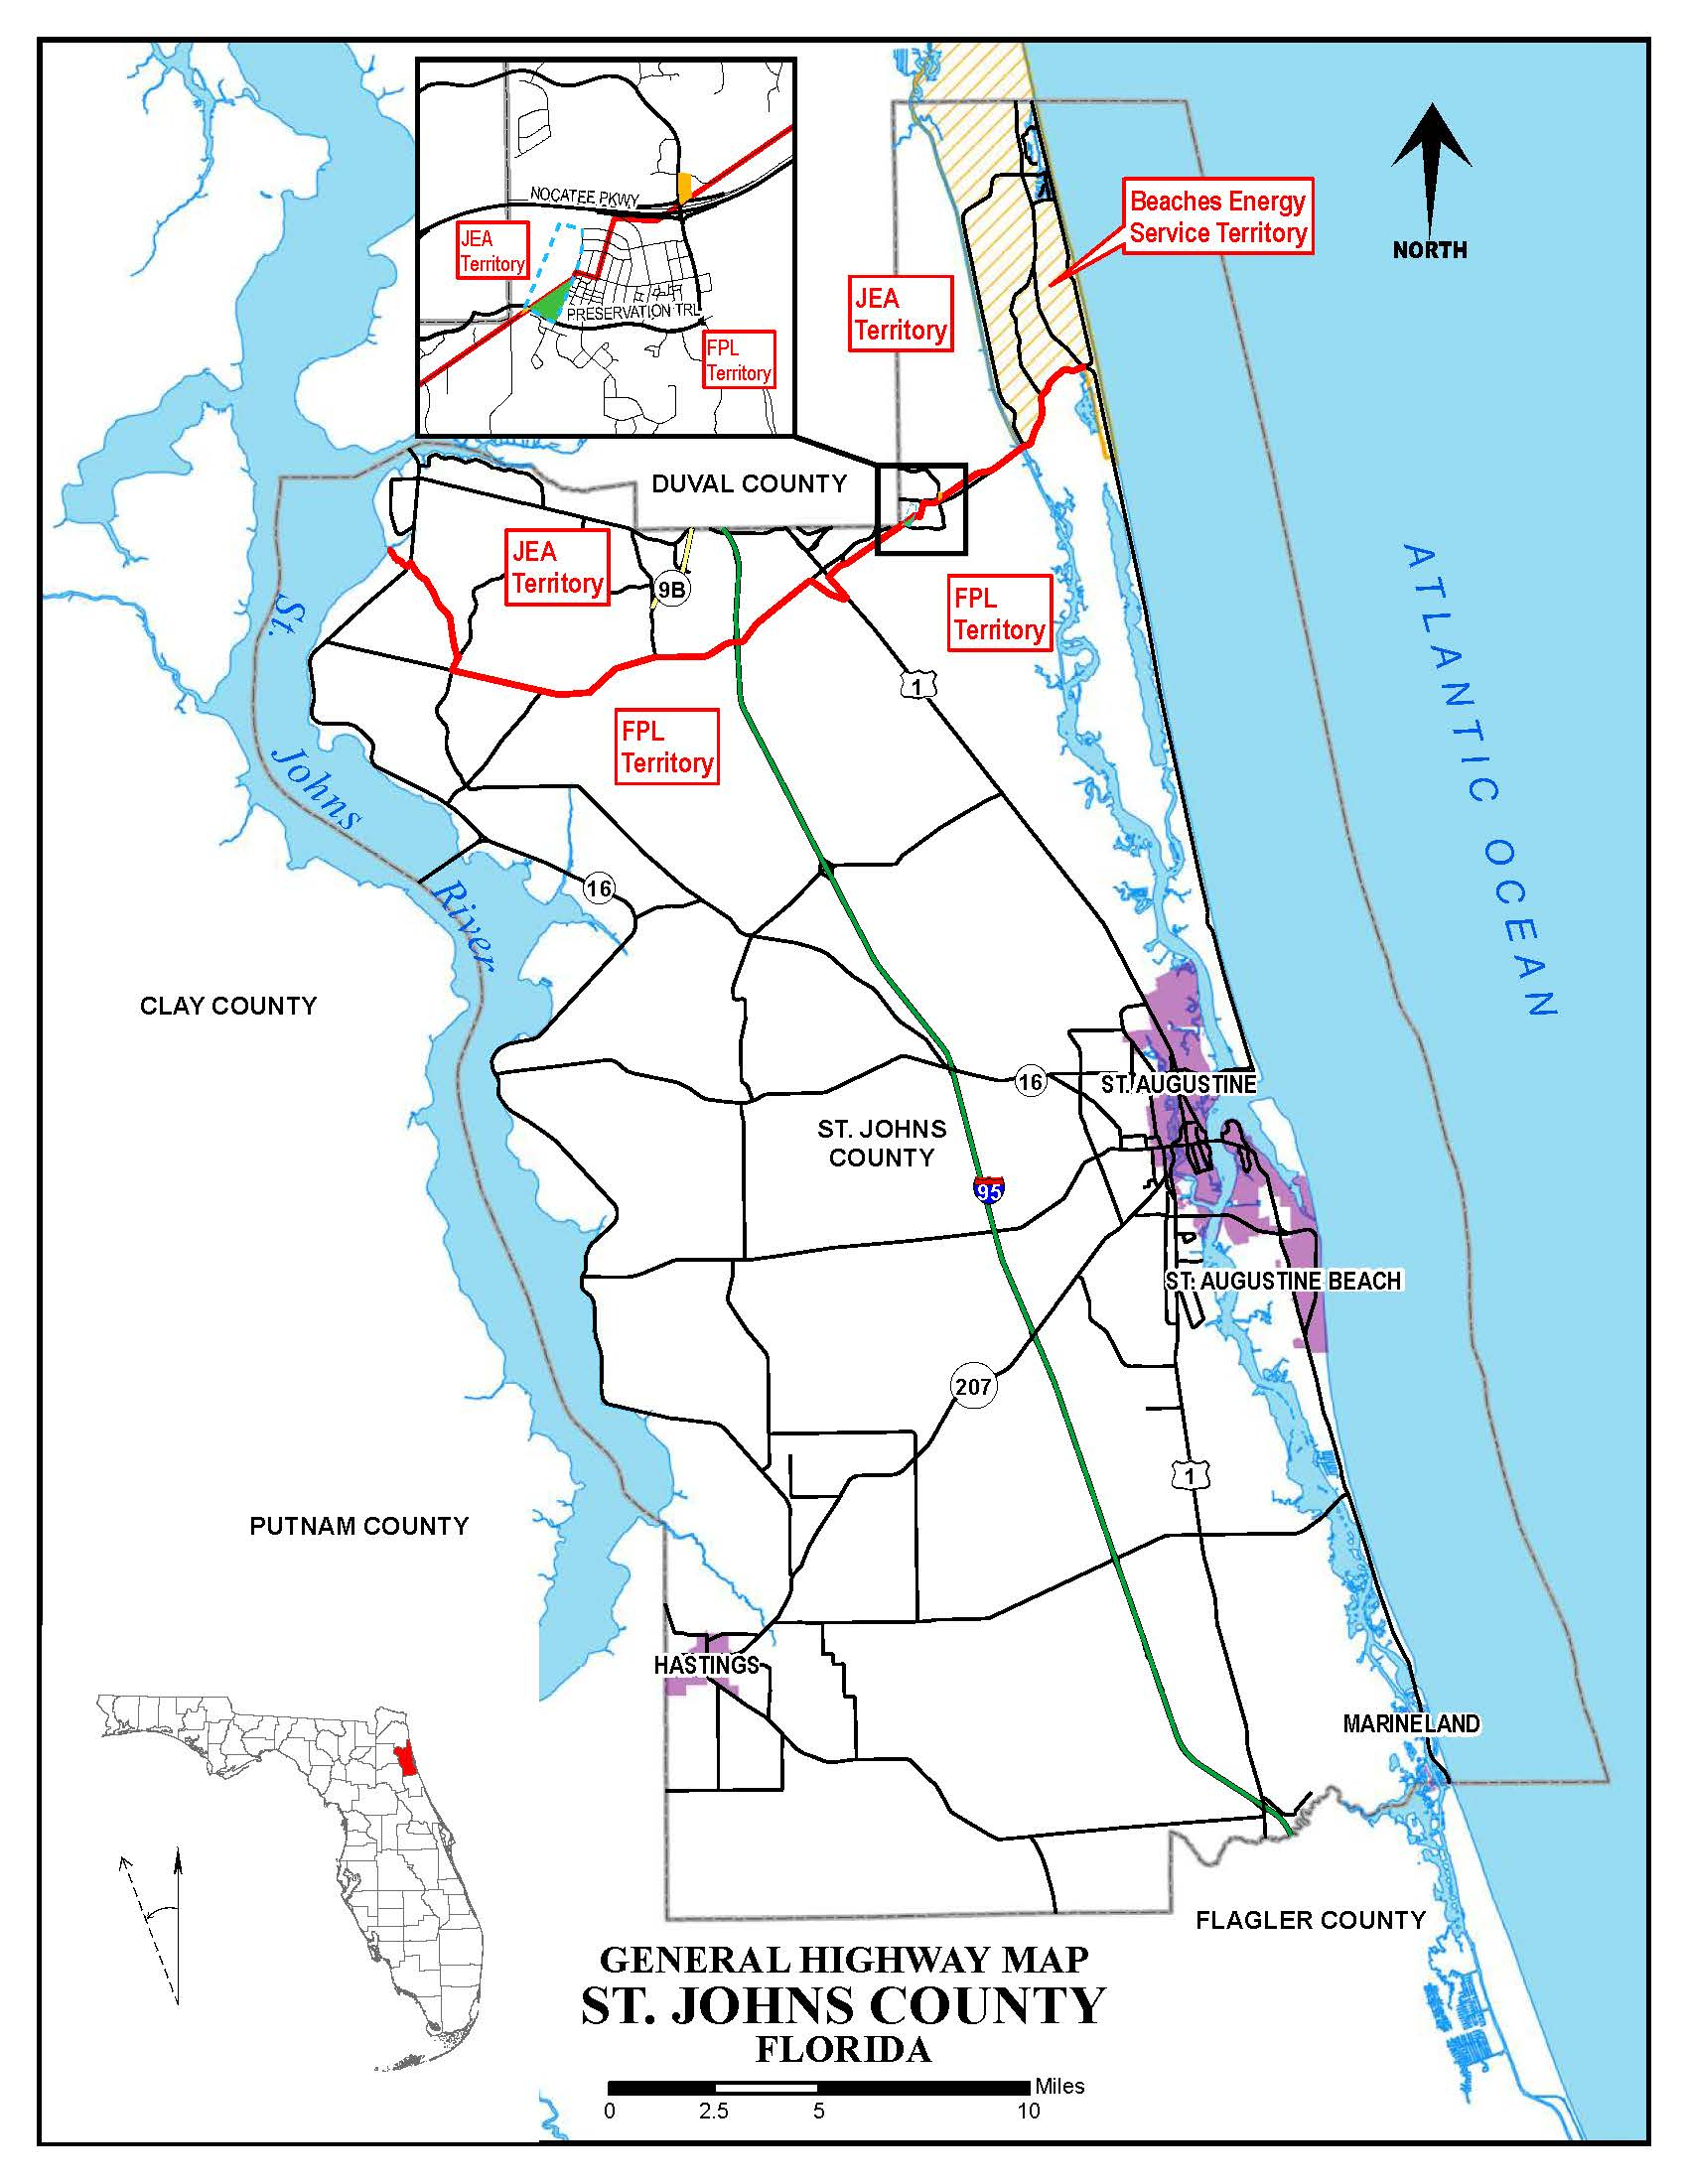 NOCATEE PKWY
JEA
Territory
PRESERVATION TRL
FPL
Territory
Beaches Energy
Service Territory
NORTH
JEA
Territory
DUVAL COUNTY
JEA
Territory
9B
FPL
Territory
1
FPL
Territory
ATLANTIC OCEAN
St.
Johns
River
16
CLAY COUNTY
16
ST. AUGUSTINE
ST. JOHNS
COUNTY
95
ST. AUGUSTINE BEACH
207
1
PUTNAM COUNTY
HASTINGS
MARINELAND
FLAGLER COUNTY
GENERAL HIGHWAY MAP
ST. JOHNS COUNTY
FLORIDA
Miles
0 2.5 5 10